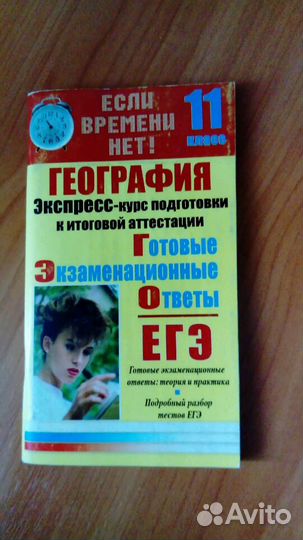 ЕСЛИ
ВРЕМЕНИ
НЕТ!
11
класс
ГЕОГРАФИЯ
Экспресс-курс подготовки
к итоговой аттестации
Готовые
Экзаменационные
Ответы
ЕГЭ
Готовые экзаменационные
ответы: теория и практика
Подробный разбор
тестов ЕГЭ
Avito